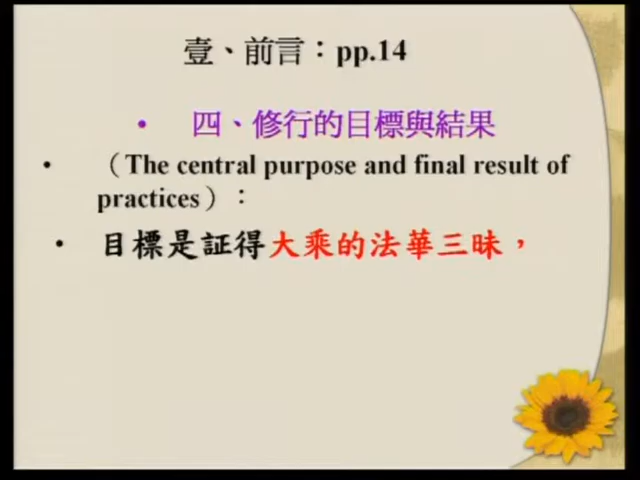 壹、前言：pp.14
• 四、修行的目標與結果
• （The central purpose and final result of
practices）：
• 目標是証得大乘的法華三昧，